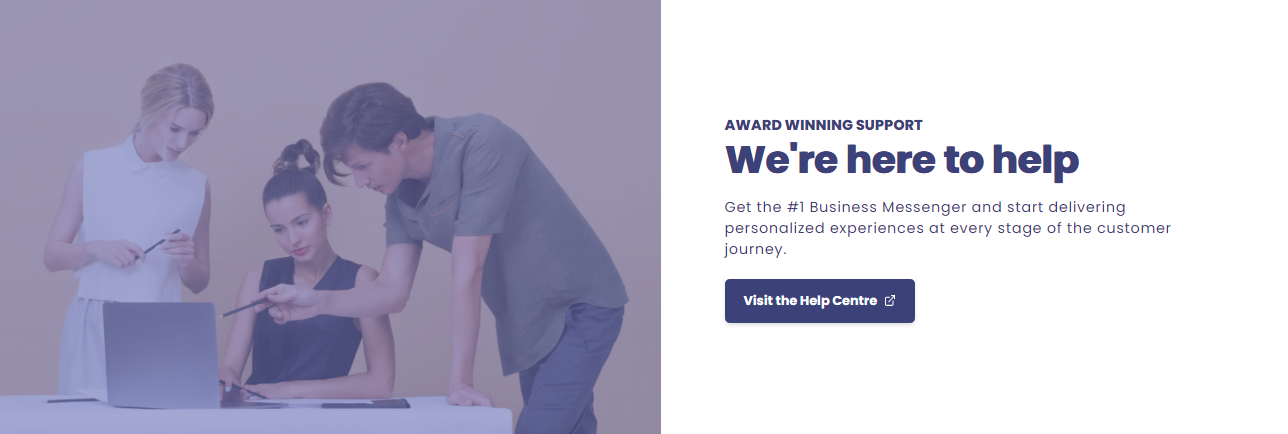 AWARD WINNING SUPPORT
We're here to help
Get the #1 Business Messenger and start delivering
personalized experiences at every stage of the customer
journey.
Visit the Help Centre